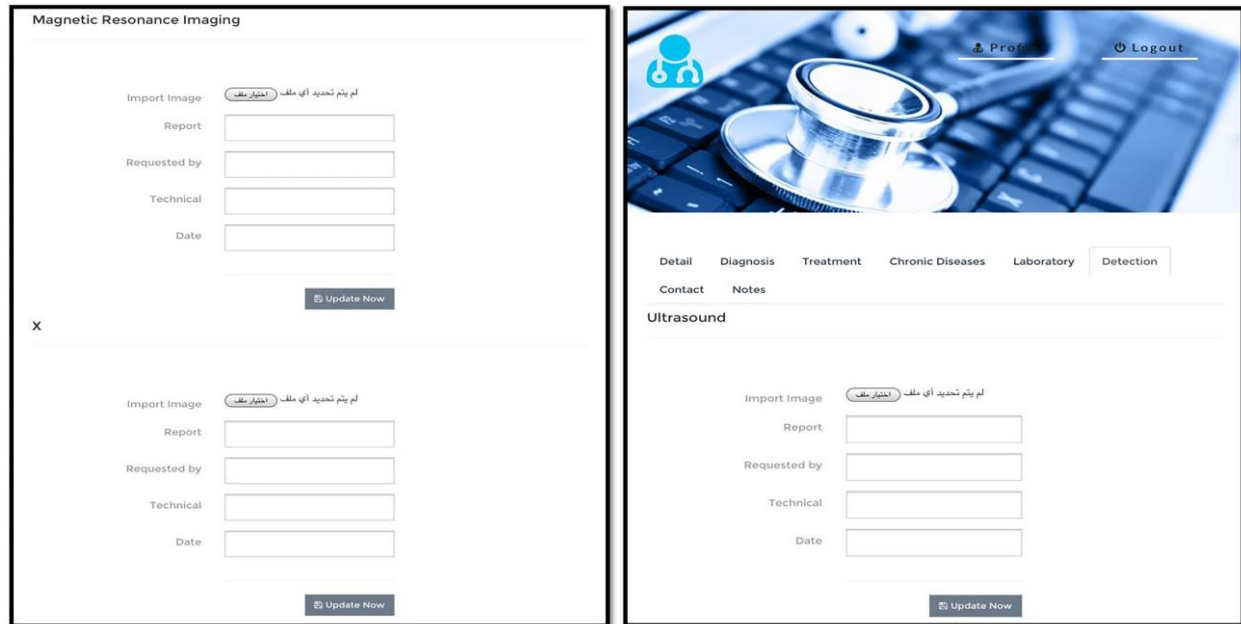 Magnetic Resonance Imaging
Import Image اختيار ملف لم يتم تحديد أي ملف
Report
Requested by
Technical
Date
Update Now
X
Import Image اختيار ملف لم يتم تحديد أي ملف
Report
Requested by
Technical
Date
Update Now
Profile Logout
Detail Diagnosis Treatment Chronic Diseases Laboratory Detection
Contact Notes
Ultrasound
Import Image اختيار ملف لم يتم تحديد أي ملف
Report
Requested by
Technical
Date
Update Now